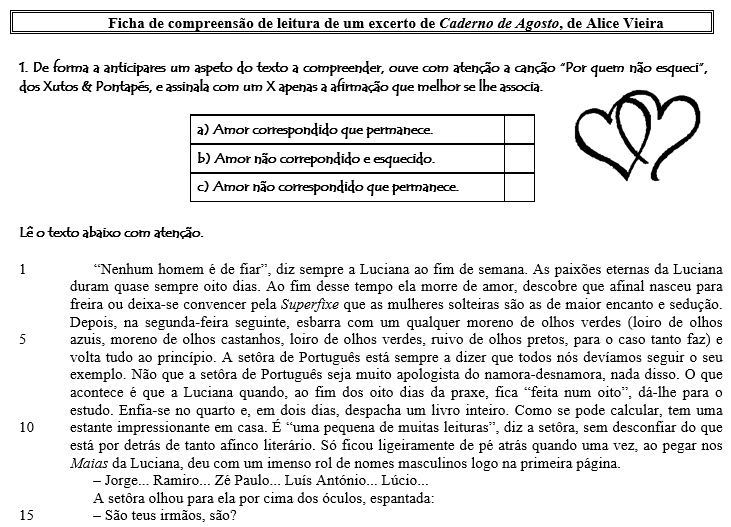 Ficha de compreensão de leitura de um excerto de Caderno de Agosto, de Alice Vieira
1. De forma a anticipares um aspeto do texto a compreender, ouve com atenção a canção “Por quem não esqueci”,
dos Xutos & Pontapés, e assinala com um X apenas a afirmação que melhor se lhe associa.
a) Amor correspondido que permanece.
b) Amor não correpondido e esquecido.
c) Amor não correspondido que permanece.
Lê o texto abaixo com atenção.
1 “Nenhum homem é de fiar”, diz sempre a Luciana ao fim de semana. As paixões eternas da Luciana
duram quase sempre oito dias. Ao fim desse tempo ela morre de amor, descobre que afinal nasceu para
freira ou deixa-se convencer pela Superfixe que as mulheres solteiras são as de maior encanto e sedução.
Depois, na segunda-feira seguinte, esbarra com um qualquer moreno de olhos verdes (loiro de olhos
5 azuis, moreno de olhos castanhos, loiro de olhos verdes, ruivo de olhos pretos, para o caso tanto faz) e
volta tudo ao princípio. A setôra de Português está sempre a dizer que todos nós devíamos seguir o seu
exemplo. Não que a setôra de Português seja muito apologista do namora-desnamora, nada disso. O que
acontece é que a Luciana quando, ao fim dos oito dias da praxe, fica “feita num oito”, dá-lhe para o
estudo. Enfia-se no quarto e, em dois dias, despacha um livro inteiro. Como se pode calcular, tem uma
10 estante impressionante em casa. É “uma pequena de muitas leituras”, diz a setôra, sem desconfiar do que
está por detrás de tanto afinco literário. Só ficou ligeiramente de pé atrás quando uma vez, ao pegar nos
Maias da Luciana, deu com um imenso rol de nomes masculinos logo na primeira página.
– Jorge... Ramiro... Zé Paulo... Luís António... Lúcio...
A setôra olhou para ela por cima dos óculos, espantada:
15 – São teus irmãos, são?